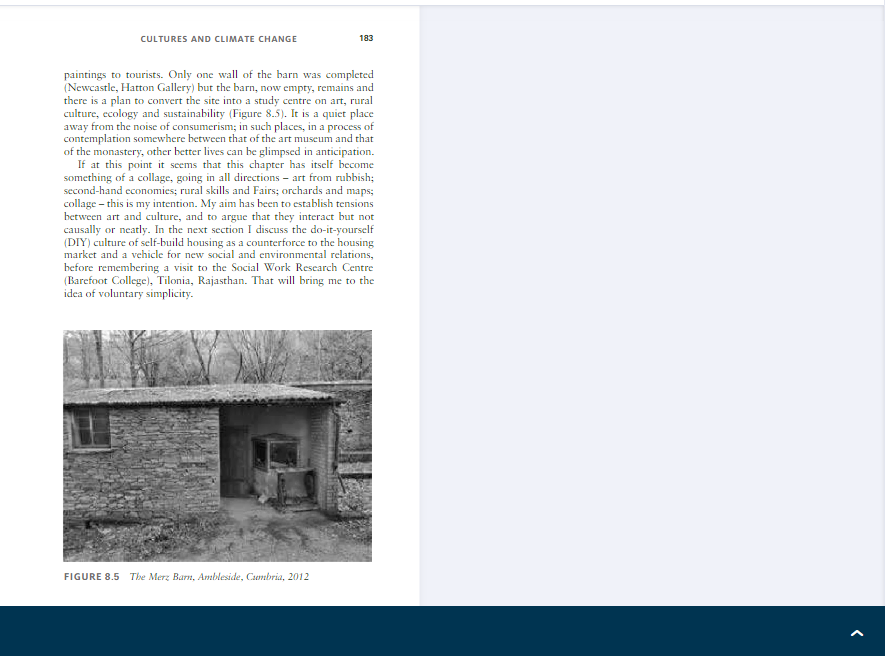 CULTURES AND CLIMATE CHANGE 183
paintings to tourists. Only one wall of the barn was completed
(Newcastle, Hatton Gallery) but the barn, now empty, remains and
there is a plan to convert the site into a study centre on art, rural
culture, ecology and sustainability (Figure 8.5). It is a quiet place
away from the noise of consumerism; in such places, in a process of
contemplation somewhere between that of the art museum and that
of the monastery, other better lives can be glimpsed in anticipation.
If at this point it seems that this chapter has itself become
something of a collage, going in all directions – art from rubbish;
second-hand economies; rural skills and Fairs; orchards and maps;
collage – this is my intention. My aim has been to establish tensions
between art and culture, and to argue that they interact but not
causally or neatly. In the next section I discuss the do-it-yourself
(DIY) culture of self-build housing as a counterforce to the housing
market and a vehicle for new social and environmental relations,
before remembering a visit to the Social Work Research Centre
(Barefoot College), Tilonia, Rajasthan. That will bring me to the
idea of voluntary simplicity.
FIGURE 8.5 The Merz Barn, Ambleside, Cumbria, 2012